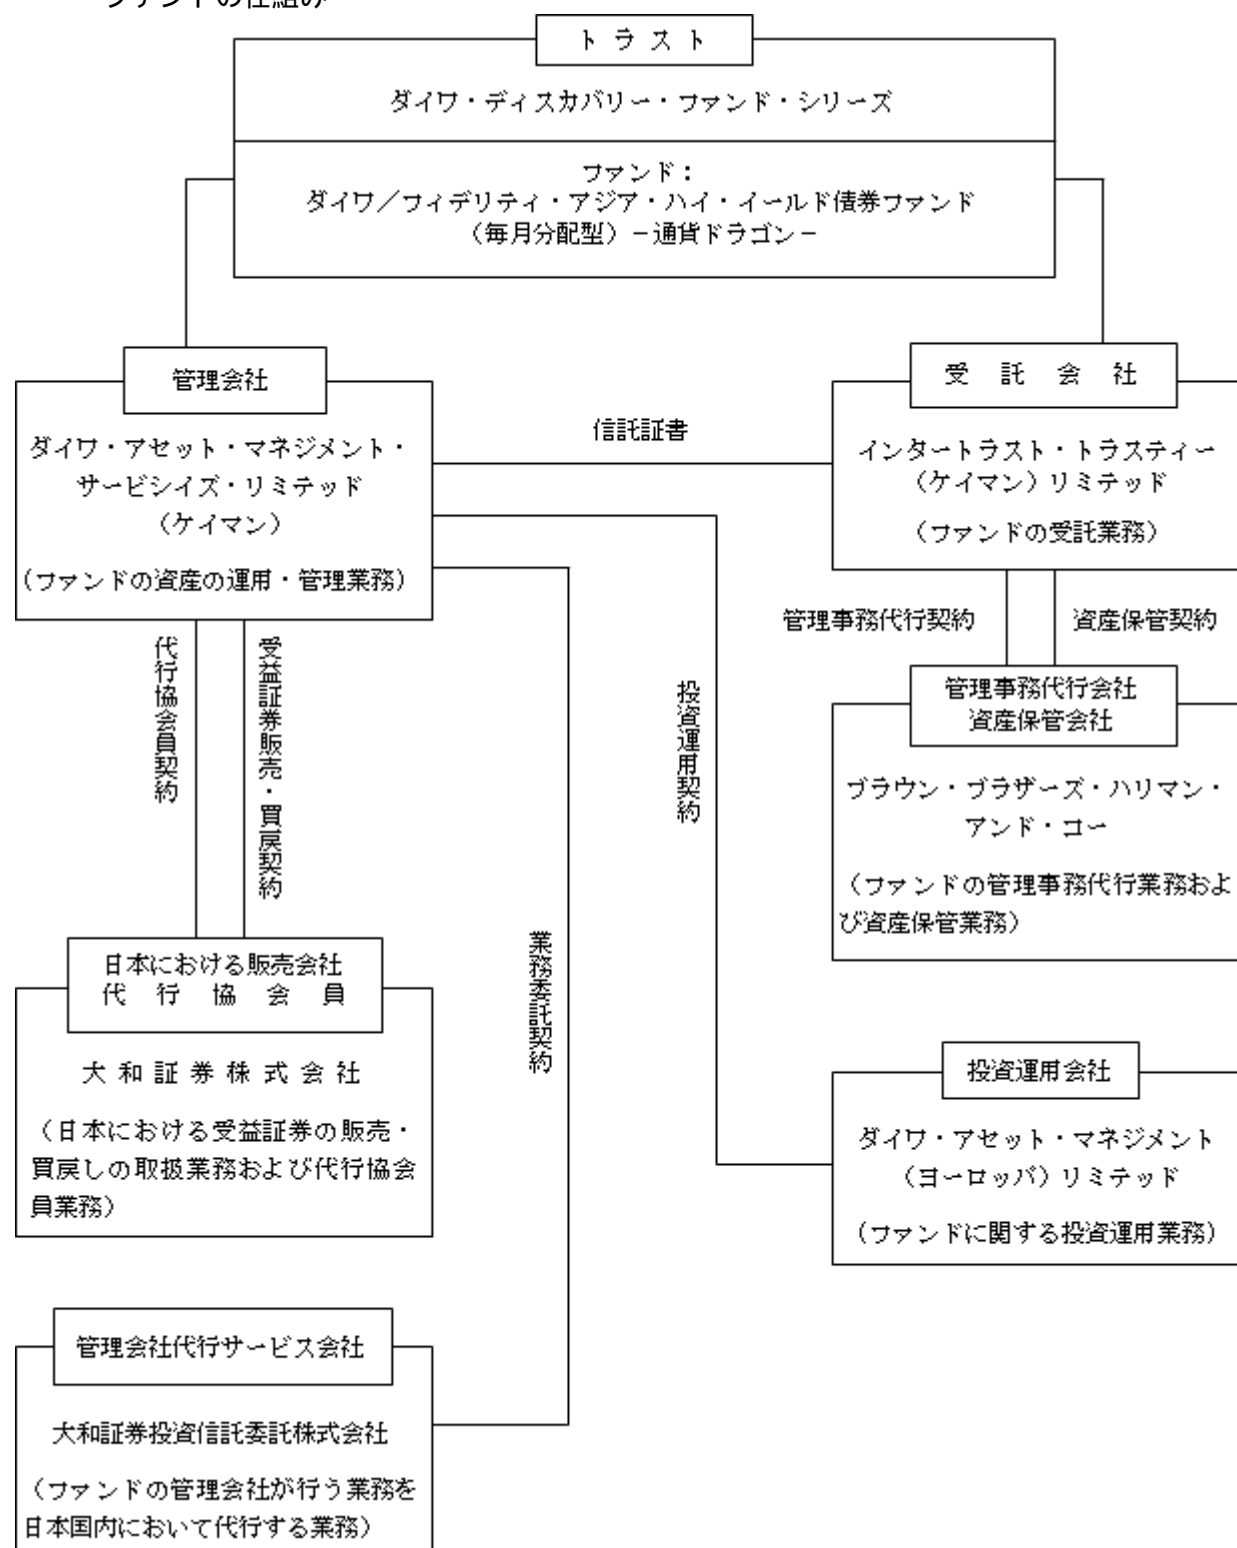 ファンドの仕組み
トラスト
ダイワ・ディスカバリー・ファンド・シリーズ
ファンド：
ダイワ／フィデリティ・アジア・ハイ・イールド債券ファンド
（毎月分配型）－通貨ドラゴン－
管理会社
ダイワ・アセット・マネジメント・
サービシイズ・リミテッド
（ケイマン）
（ファンドの資産の運用・管理業務）
信託証書
受託会社
インタートラスト・トラスティー
（ケイマン）リミテッド
（ファンドの受託業務）
管理事務代行契約
資産保管契約
代行協会員契約
受益証券販売・買戻契約
投資運用契約
業務委託契約
管理事務代行会社
資産保管会社
ブラウン・ブラザーズ・ハリマン・
アンド・コー
（ファンドの管理事務代行業務およ
び資産保管業務）
日本における販売会社
代行協会員
大和証券株式会社
（日本における受益証券の販売・
買戻しの取扱業務および代行協会
員業務）
投資運用会社
ダイワ・アセット・マネジメント
（ヨーロッパ）リミテッド
（ファンドに関する投資運用業務）
管理会社代行サービス会社
大和証券投資信託委託株式会社
（ファンドの管理会社が行う業務を
日本国内において代行する業務）